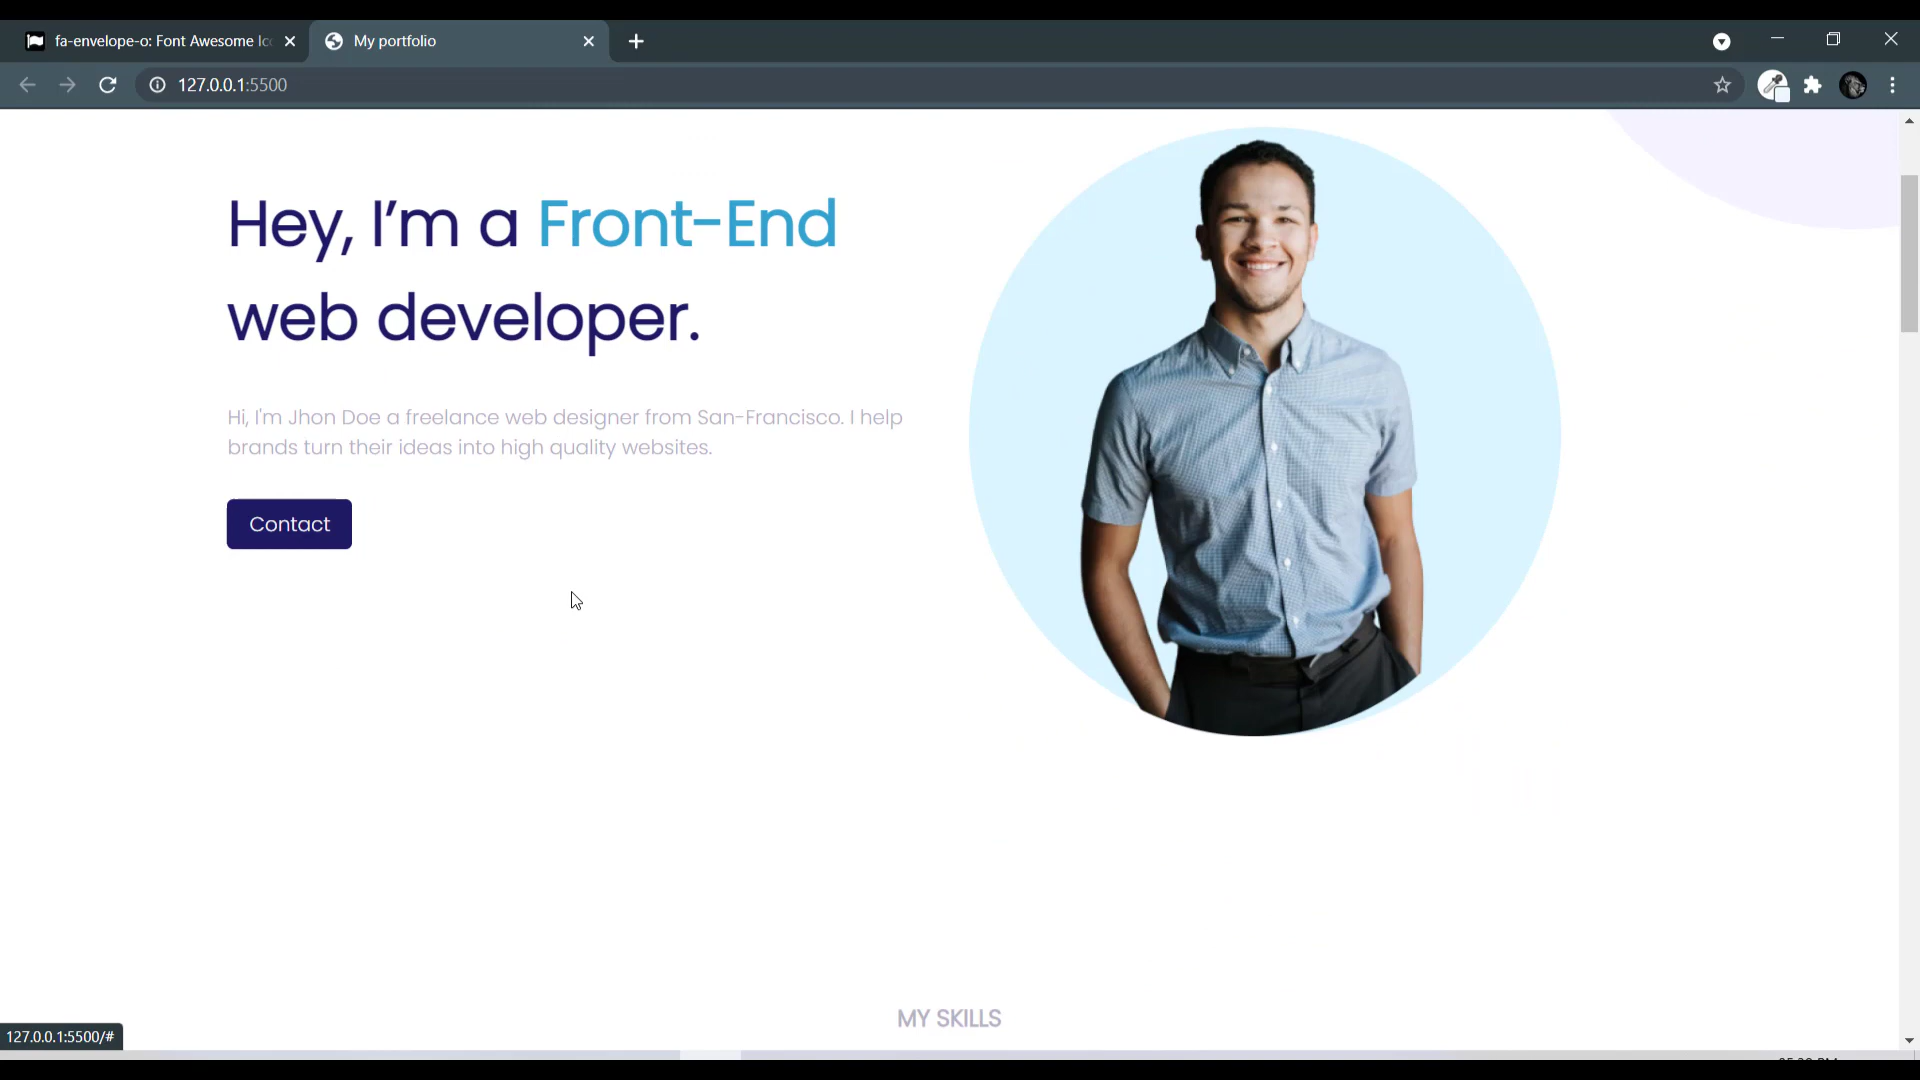 fa-envelope-o: Font Awesome Ic
My portfolio
127.0.0.1:5500
Hey, I'm a Front-End
web developer.
Hi, I'm Jhon Doe a freelance web designer from San-Francisco. I help
brands turn their ideas into high quality websites.
Contact
MY SKILLS
127.0.0.1:5500/#